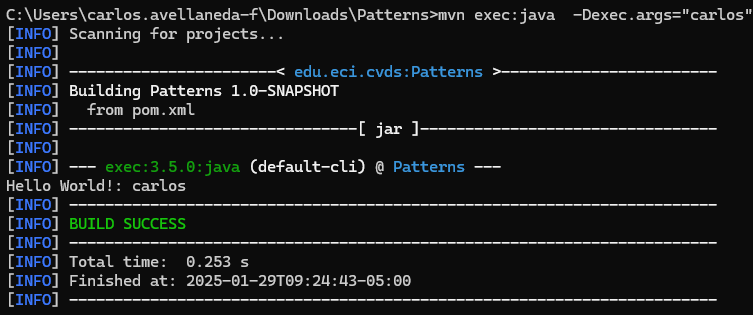 C:\Users\carlos.avellaneda-f\Downloads\Patterns>mvn exec:java  -Dexec.args="carlos"
[INFO] Scanning for projects...
[INFO]
[INFO] -----------------------< edu.eci.cvds:Patterns >------------------------
[INFO] Building Patterns 1.0-SNAPSHOT
[INFO]   from pom.xml
[INFO] --------------------------------[ jar ]---------------------------------
[INFO]
[INFO] --- exec:3.5.0:java (default-cli) @ Patterns ---
Hello World!: carlos
[INFO] ------------------------------------------------------------------------
[INFO] BUILD SUCCESS
[INFO] ------------------------------------------------------------------------
[INFO] Total time:  0.253 s
[INFO] Finished at: 2025-01-29T09:24:43-05:00
[INFO] ------------------------------------------------------------------------